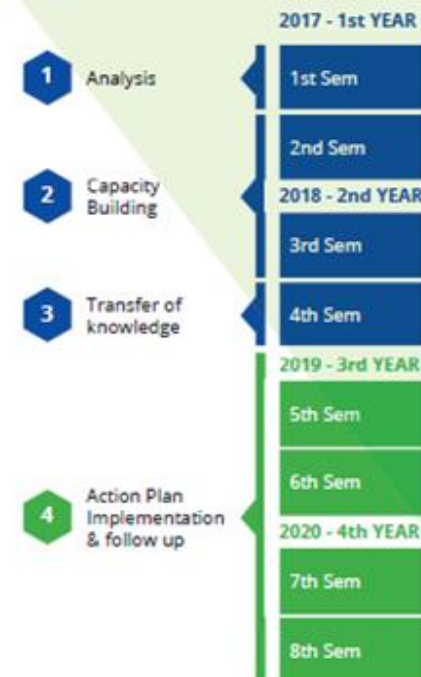 2017 - 1st YEAR
1
Analysis
1st Sem
2nd Sem
2
Capacity
Building
2018 - 2nd YEAR
3rd Sem
3
Transfer of
knowledge
4th Sem
2019 - 3rd YEAR
5th Sem
6th Sem
4
Action Plan
Implementation
& follow up
2020 - 4th YEAR
7th Sem
8th Sem